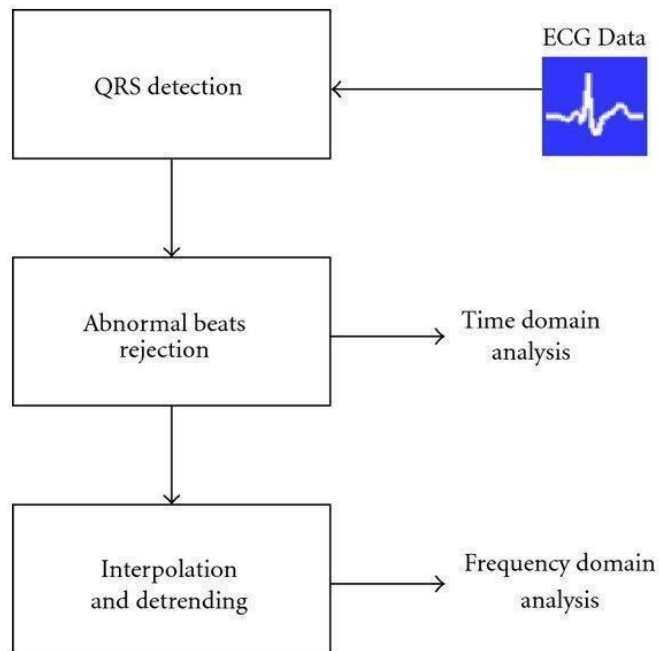 ECG Data
QRS detection
Abnormal beats
rejection
Time domain
analysis
Interpolation
and detrending
Frequency domain
analysis